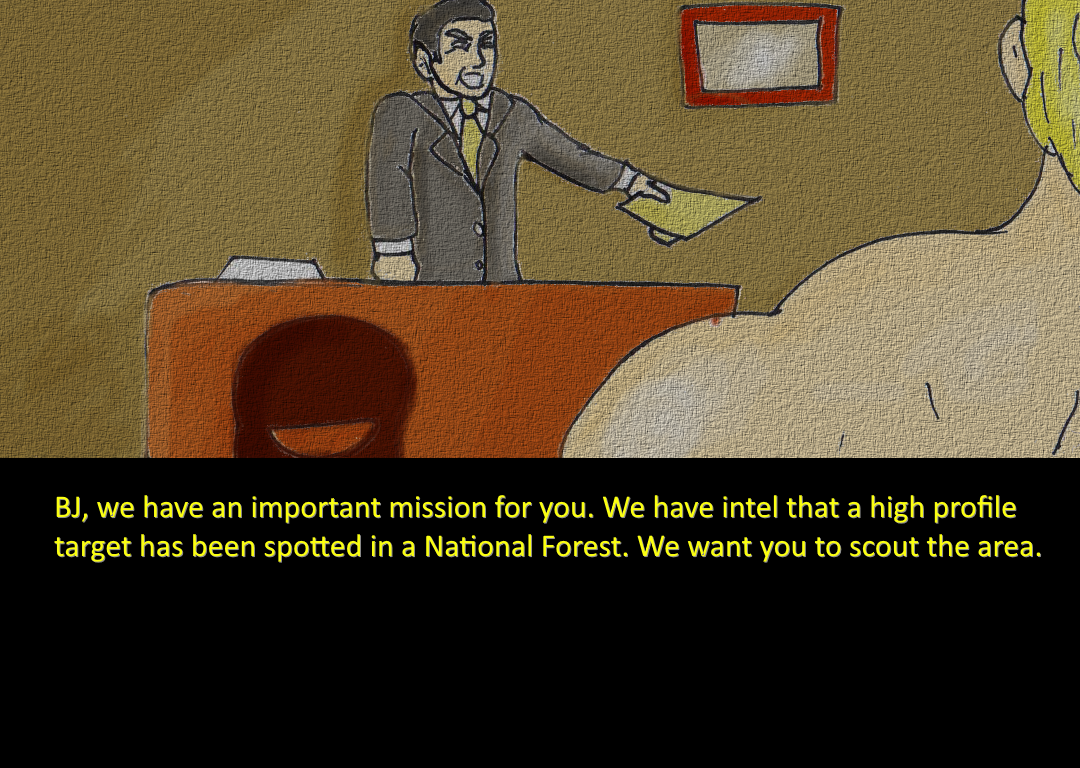 BJ, we have an important mission for you. We have intel that a high profile
target has been spotted in a National Forest. We want you to scout the area.